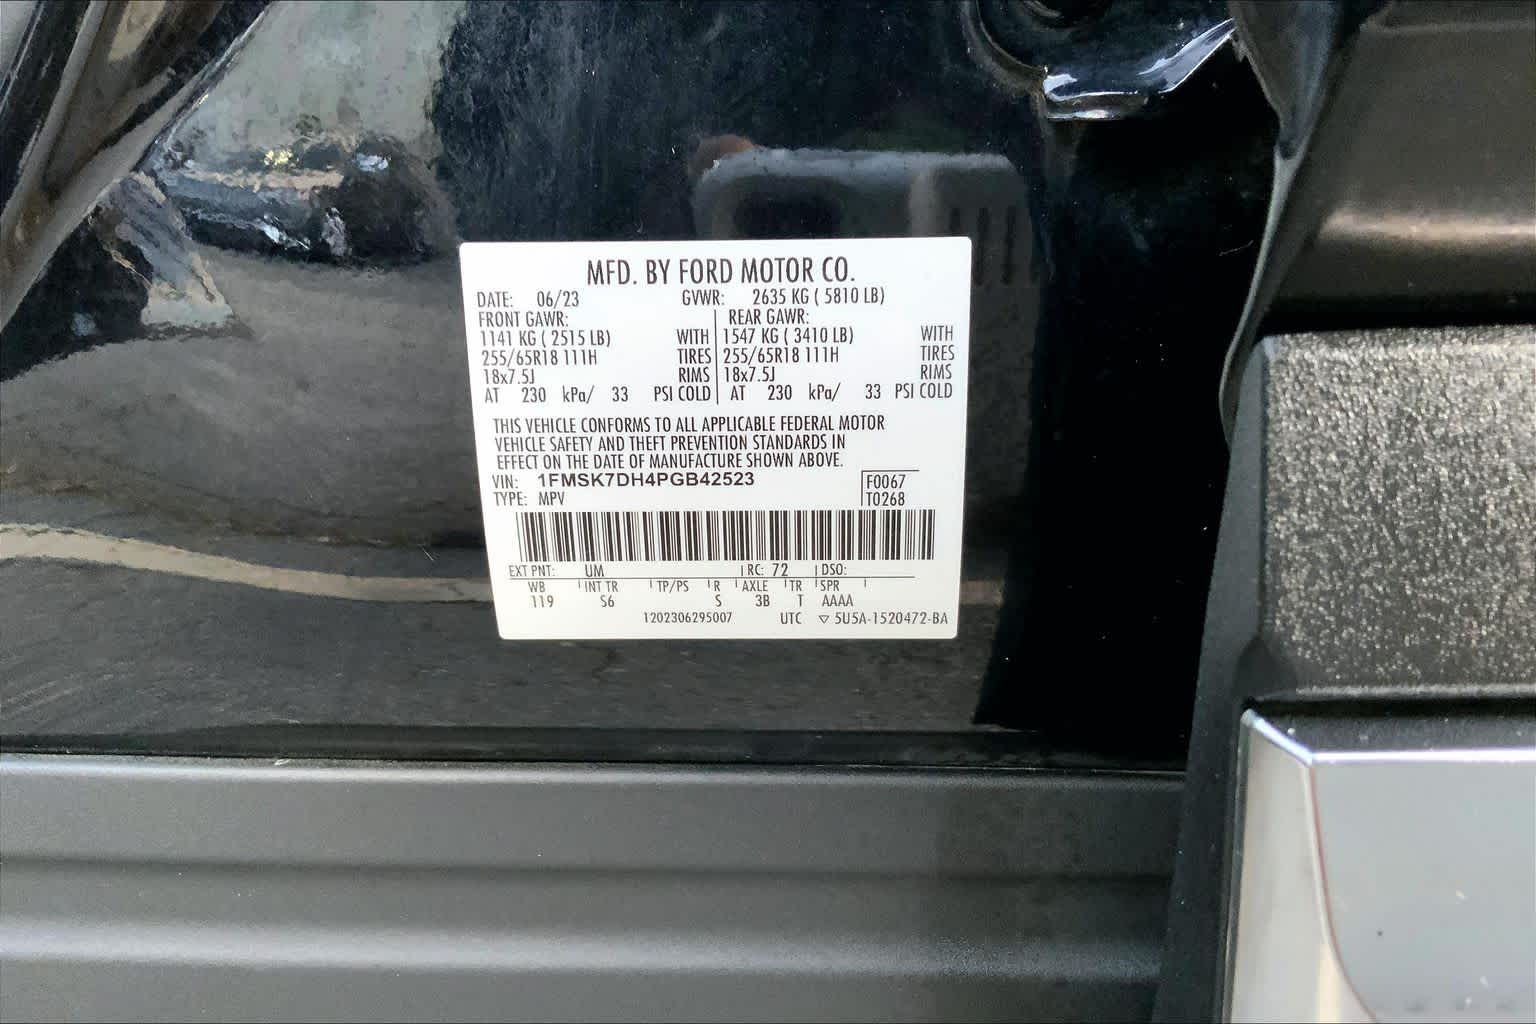 MFD. BY FORD MOTOR CO.
DATE: 06/23 GVWR: 2635 KG ( 5810 LB)
FRONT GAWR: REAR GAWR:
1141 KG ( 2515 LB) WITH 1547 KG ( 3410 LB) WITH
255/65R18 111H TIRES 255/65R18 111H TIRES
18x7.5J RIMS 18x7.5J RIMS
AT 230 kPa/ 33 PSI COLD AT 230 kPa/ 33 PSI COLD
THIS VEHICLE CONFORMS TO ALL APPLICABLE FEDERAL MOTOR
VEHICLE SAFETY AND THEFT PREVENTION STANDARDS IN
EFFECT ON THE DATE OF MANUFACTURE SHOWN ABOVE.
VIN: 1FMSK7DH4PGB42523 F0067
TYPE: MPV T0268
EXT PNT: UM RC: 72 DSO:
WB INT TR TP/PS R AXLE TR SPR
119 S6 S 3B T AAAA
1202306295007 UTC ▽ 5U5A-1520472-BA